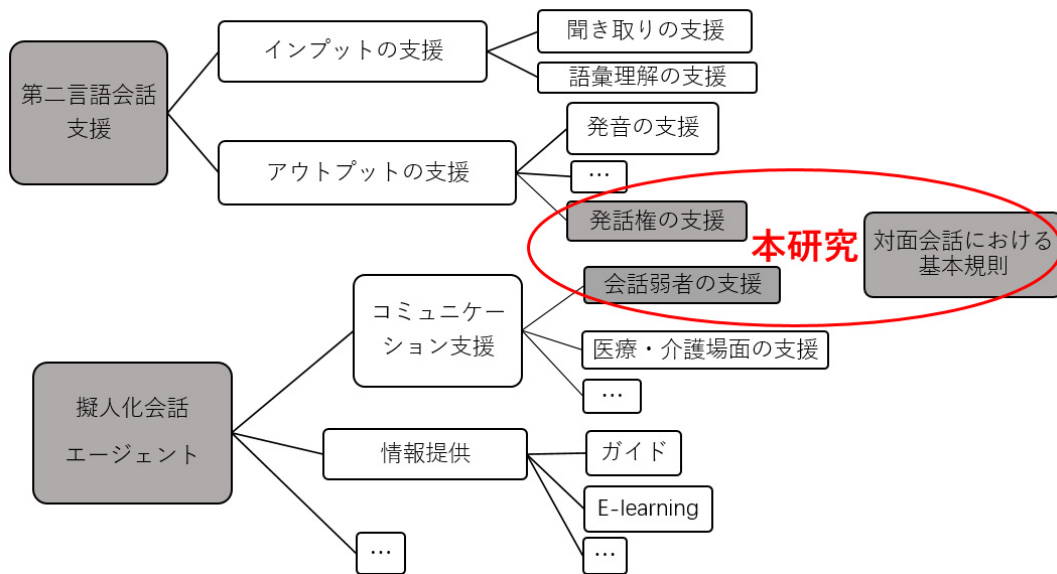 第二言語会話
支援
インプットの支援
聞き取りの支援
語彙理解の支援
アウトプットの支援
発音の支援
…
発話権の支援
本研究
対面会話における
基本規則
擬人化会話
エージェント
コミュニケー
ション支援
会話弱者の支援
医療・介護場面の支援
…
情報提供
ガイド
E-learning
…
…